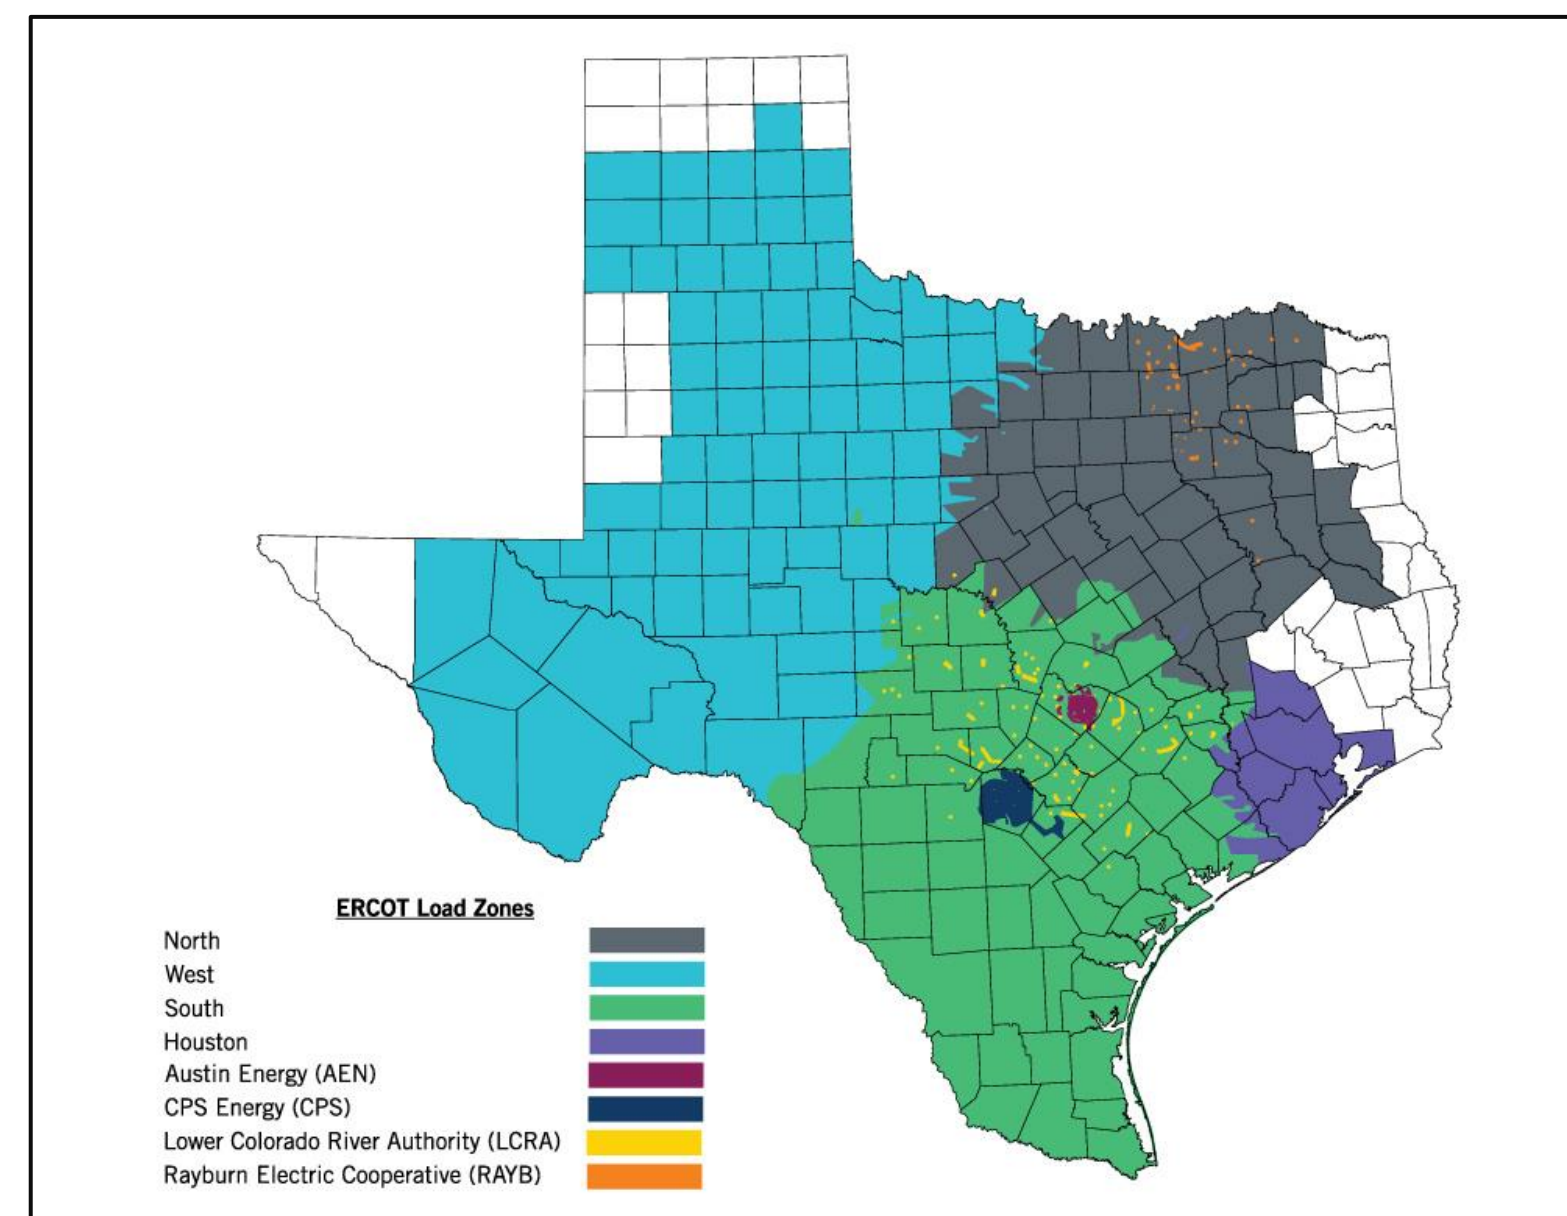 ERCOT Load Zones
North
West
South
Houston
Austin Energy (AEN)
CPS Energy (CPS)
Lower Colorado River Authority (LCRA)
Rayburn Electric Cooperative (RAYB)